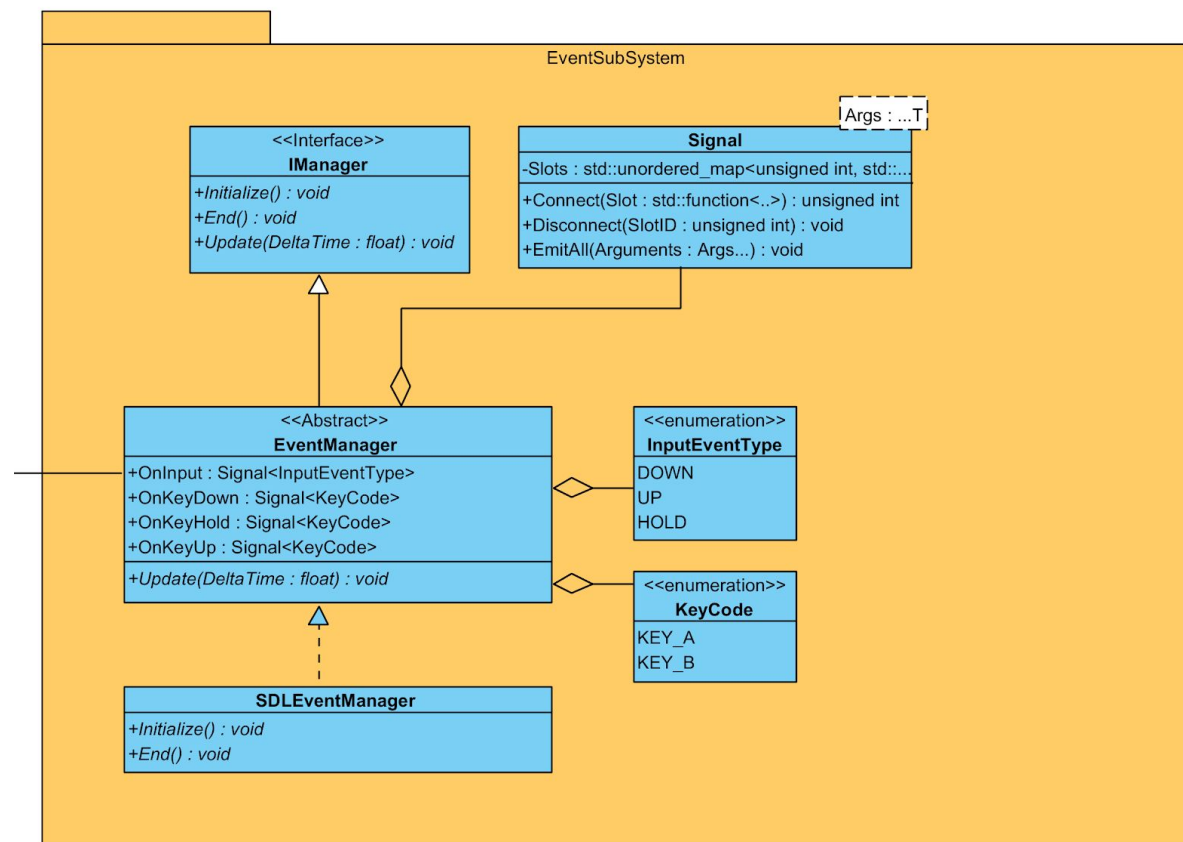 EventSubSystem
<<Interface>>
IManager
+Initialize() : void
+End() : void
+Update(DeltaTime : float) : void
Args : ...T
Signal
-Slots : std::unordered_map<unsigned int, std::...
+Connect(Slot : std::function<..>) : unsigned int
+Disconnect(SlotID : unsigned int) : void
+EmitAll(Arguments : Args...) : void
<<Abstract>>
EventManager
+OnInput : Signal<InputEventType>
+OnKeyDown : Signal<KeyCode>
+OnKeyHold : Signal<KeyCode>
+OnKeyUp : Signal<KeyCode>
+Update(DeltaTime : float) : void
<<enumeration>>
InputEventType
DOWN
UP
HOLD
<<enumeration>>
KeyCode
KEY_A
KEY_B
SDLEventManager
+Initialize() : void
+End() : void